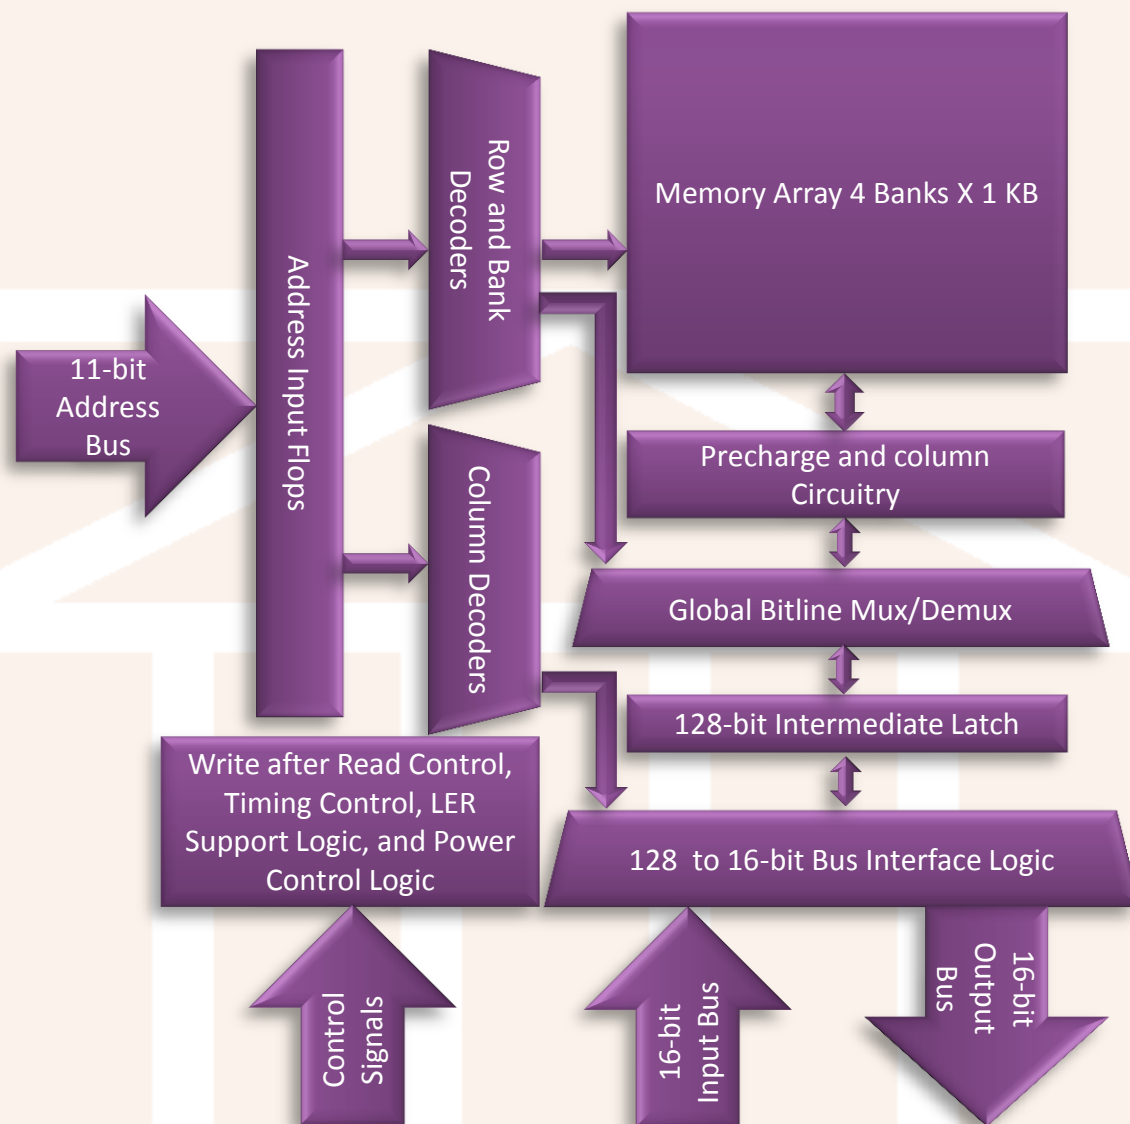 Memory Array 4 Banks X 1 KB
Row and Bank
Decoders
Address Input Flops
11-bit
Address
Bus
Precharge and column
Circuitry
Column Decoders
Global Bitline Mux/Demux
128-bit Intermediate Latch
Write after Read Control,
Timing Control, LER
Support Logic, and Power
Control Logic
128 to 16-bit Bus Interface Logic
Control
Signals
16-bit
Input Bus
16-bit
Output
Bus